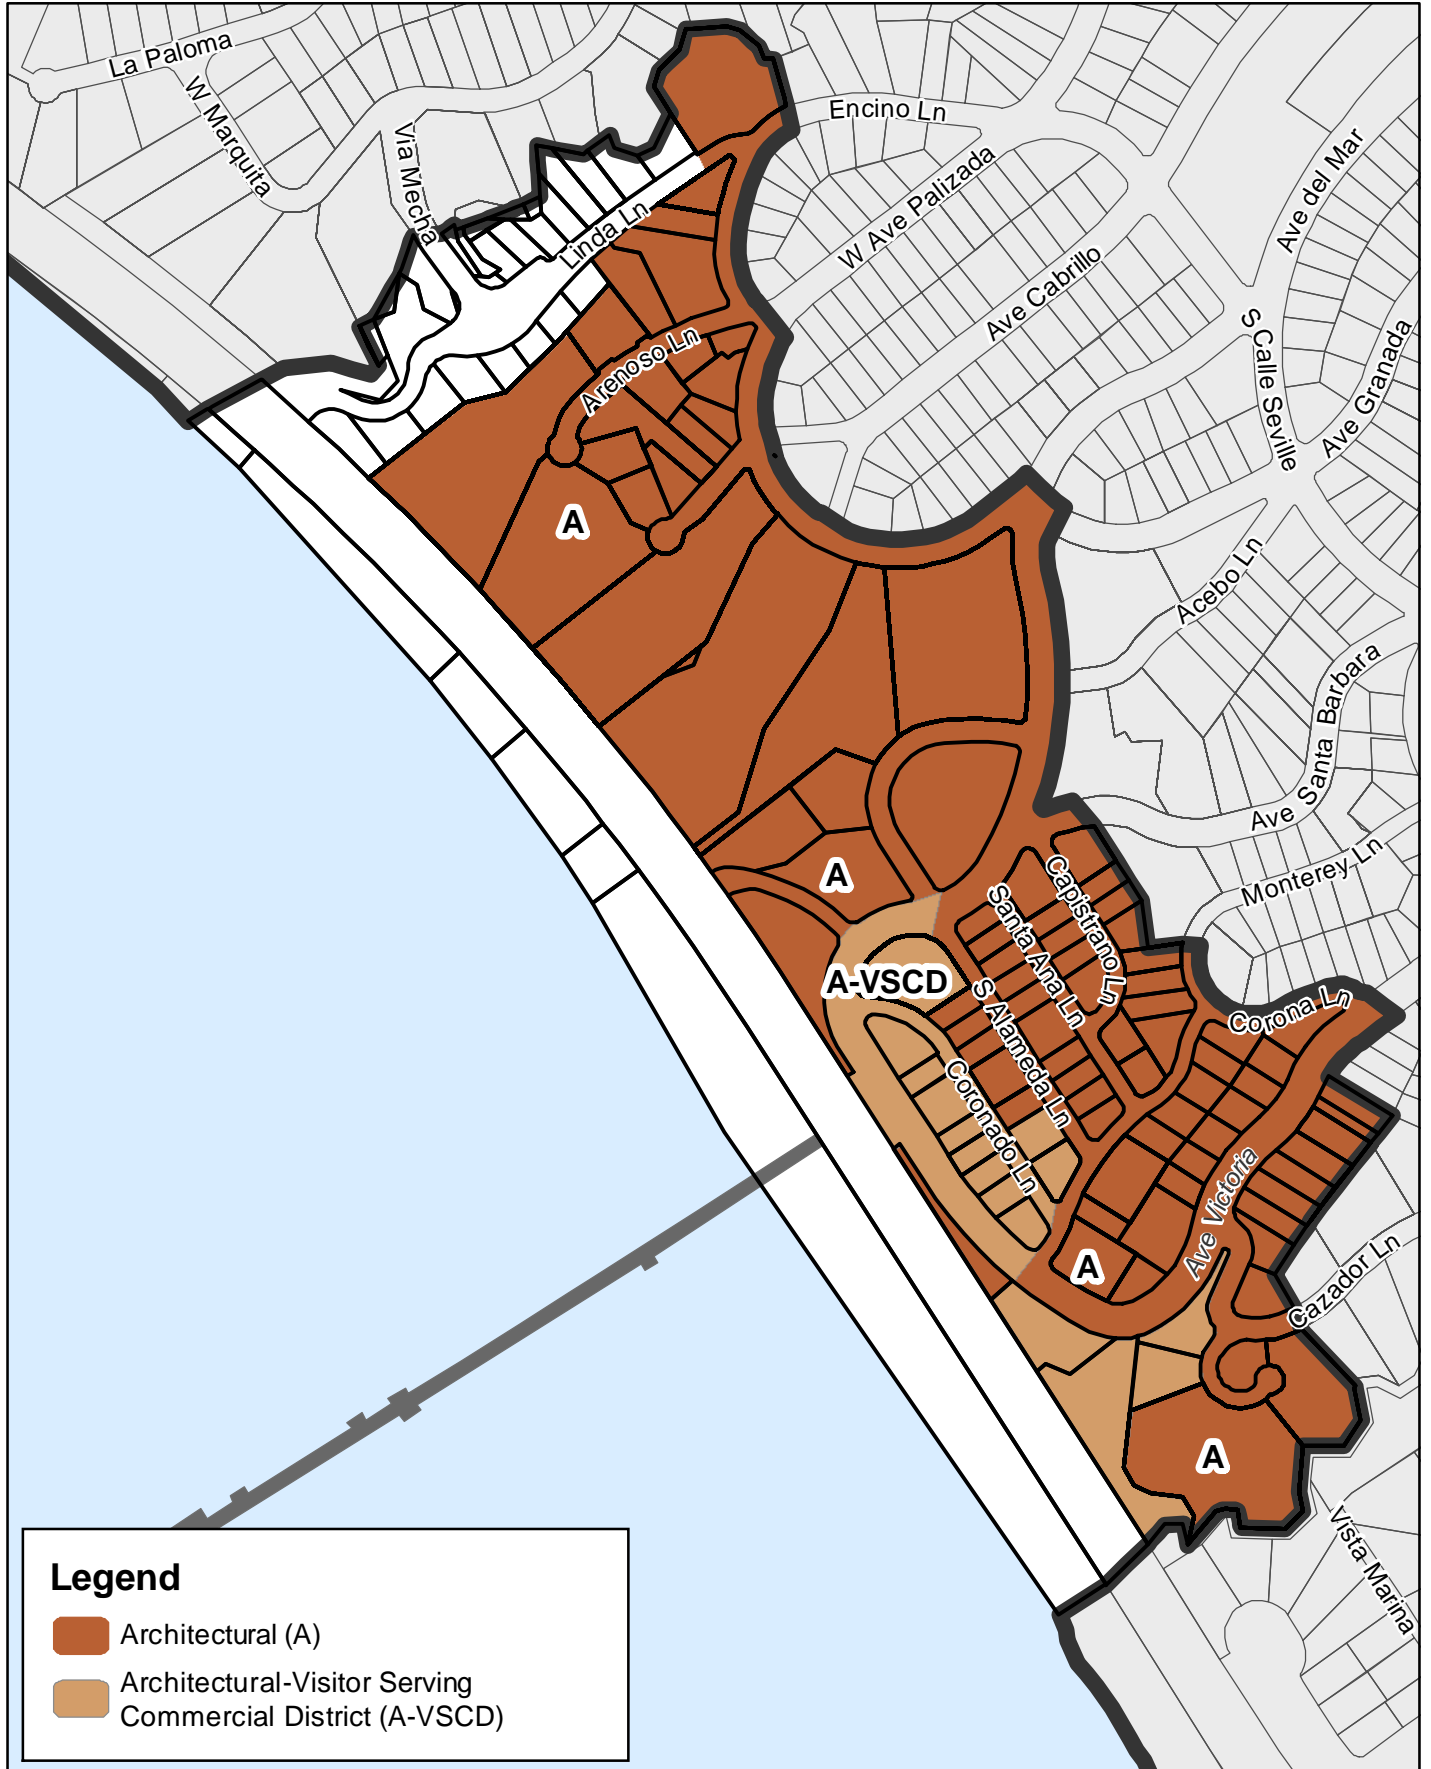 La Paloma
W Marquita
Via Mecha
Encino Ln
W Ave Palizada
Ave del Mar
Linda Ln
Ave Cabrillo
S Calle Seville
Ave Granada
Arenoso Ln
A
Acebo Ln
Ave Santa Barbara
Monterey Ln
A
Capistrano Ln
Santa Ana Ln
A-VSCD
S Alameda Ln
Corona Ln
Coronado Ln
Ave Victoria
A
Cazador Ln
A
Vista Marina
Legend
Architectural (A)
Architectural-Visitor Serving
Commercial District (A-VSCD)